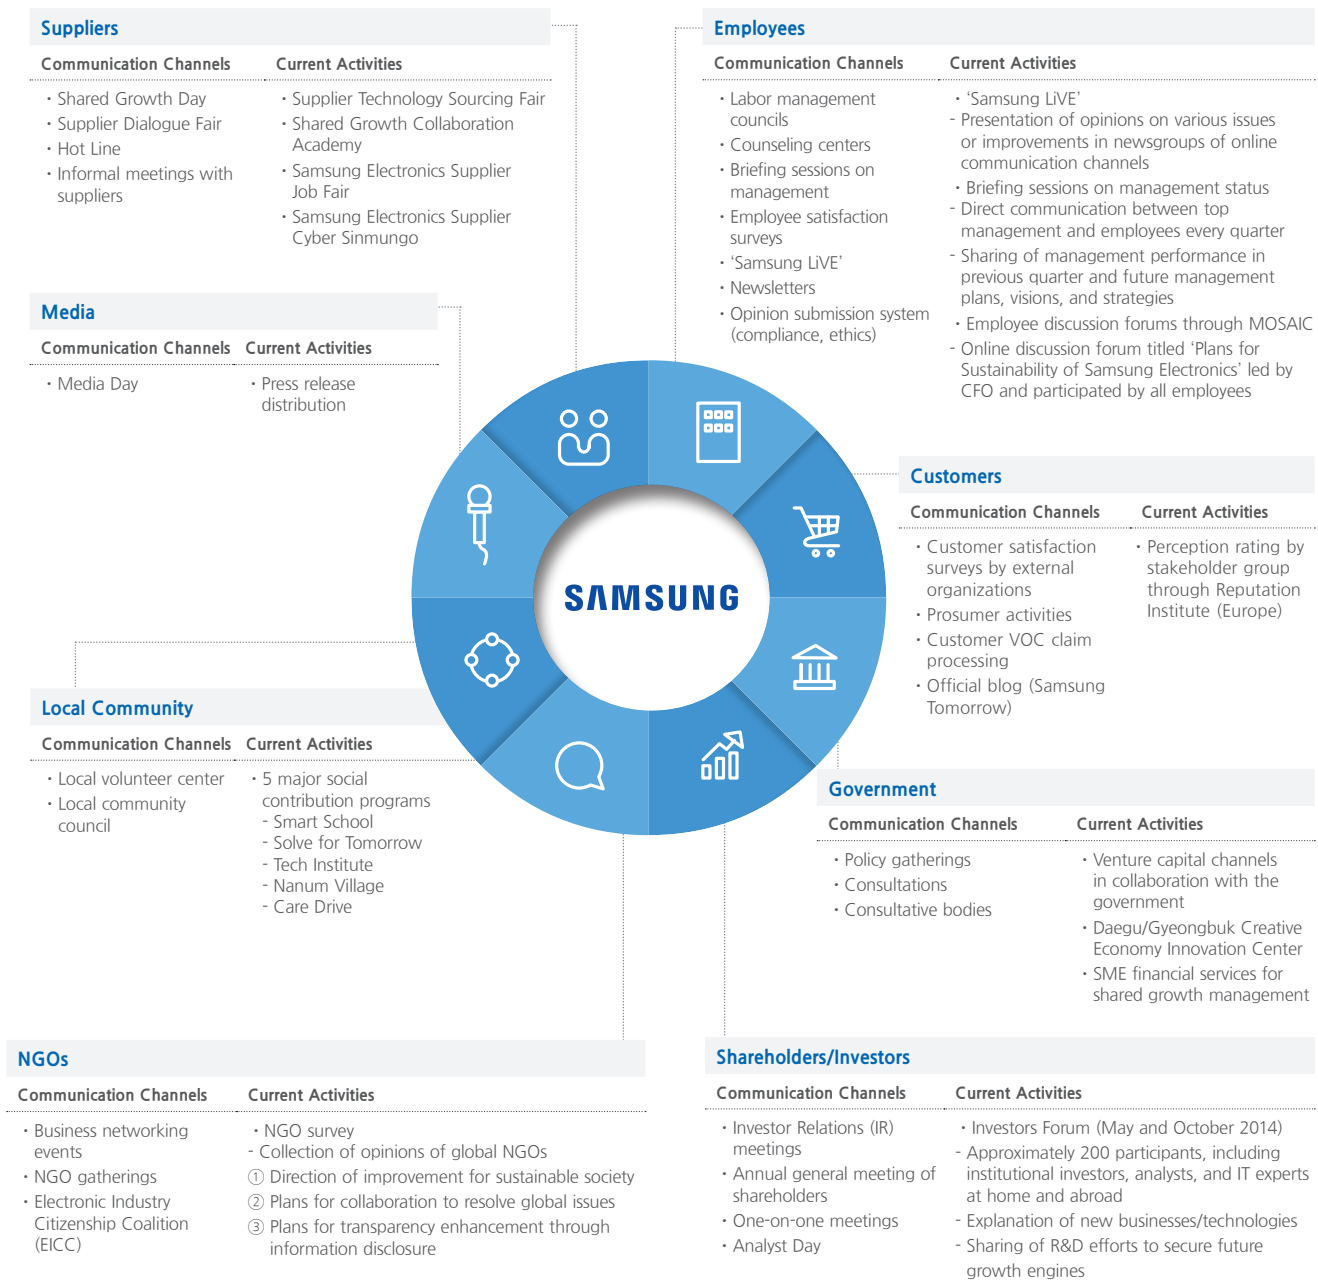 Suppliers
Communication Channels
Current Activities
· Shared Growth Day
· Supplier Dialogue Fair
· Hot Line
· Informal meetings with
suppliers
· Supplier Technology Sourcing Fair
· Shared Growth Collaboration
Academy
· Samsung Electronics Supplier
Job Fair
· Samsung Electronics Supplier
Cyber Sinmungo
Employees
Communication Channels
Current Activities
· Labor management
councils
· Counseling centers
· Briefing sessions on
management
· Employee satisfaction
surveys
· ‘Samsung LiVE’
· Newsletters
· Opinion submission system
(compliance, ethics)
· ‘Samsung LiVE’
- Presentation of opinions on various issues
or improvements in newsgroups of online
communication channels
· Briefing sessions on management status
- Direct communication between top
management and employees every quarter
- Sharing of management performance in
previous quarter and future management
plans, visions, and strategies
· Employee discussion forums through MOSAIC
- Online discussion forum titled ‘Plans for
Sustainability of Samsung Electronics’ led by
CFO and participated by all employees
Media
Communication Channels
Current Activities
· Media Day
· Press release
distribution
Customers
Communication Channels
Current Activities
· Customer satisfaction
surveys by external
organizations
· Prosumer activities
· Customer VOC claim
processing
· Official blog (Samsung
Tomorrow)
· Perception rating by
stakeholder group
through Reputation
Institute (Europe)
SAMSUNG
Local Community
Communication Channels
Current Activities
· Local volunteer center
· Local community
council
· 5 major social
contribution programs
- Smart School
- Solve for Tomorrow
- Tech Institute
- Nanum Village
- Care Drive
Government
Communication Channels
Current Activities
· Policy gatherings
· Consultations
· Consultative bodies
· Venture capital channels
in collaboration with the
government
· Daegu/Gyeongbuk Creative
Economy Innovation Center
· SME financial services for
shared growth management
NGOs
Communication Channels
Current Activities
· Business networking
events
· NGO gatherings
· Electronic Industry
Citizenship Coalition
(EICC)
· NGO survey
- Collection of opinions of global NGOs
① Direction of improvement for sustainable society
② Plans for collaboration to resolve global issues
③ Plans for transparency enhancement through
information disclosure
Shareholders/Investors
Communication Channels
Current Activities
· Investor Relations (IR)
meetings
· Annual general meeting of
shareholders
· One-on-one meetings
· Analyst Day
· Investors Forum (May and October 2014)
- Approximately 200 participants, including
institutional investors, analysts, and IT experts
at home and abroad
- Explanation of new businesses/technologies
- Sharing of R&D efforts to secure future
growth engines